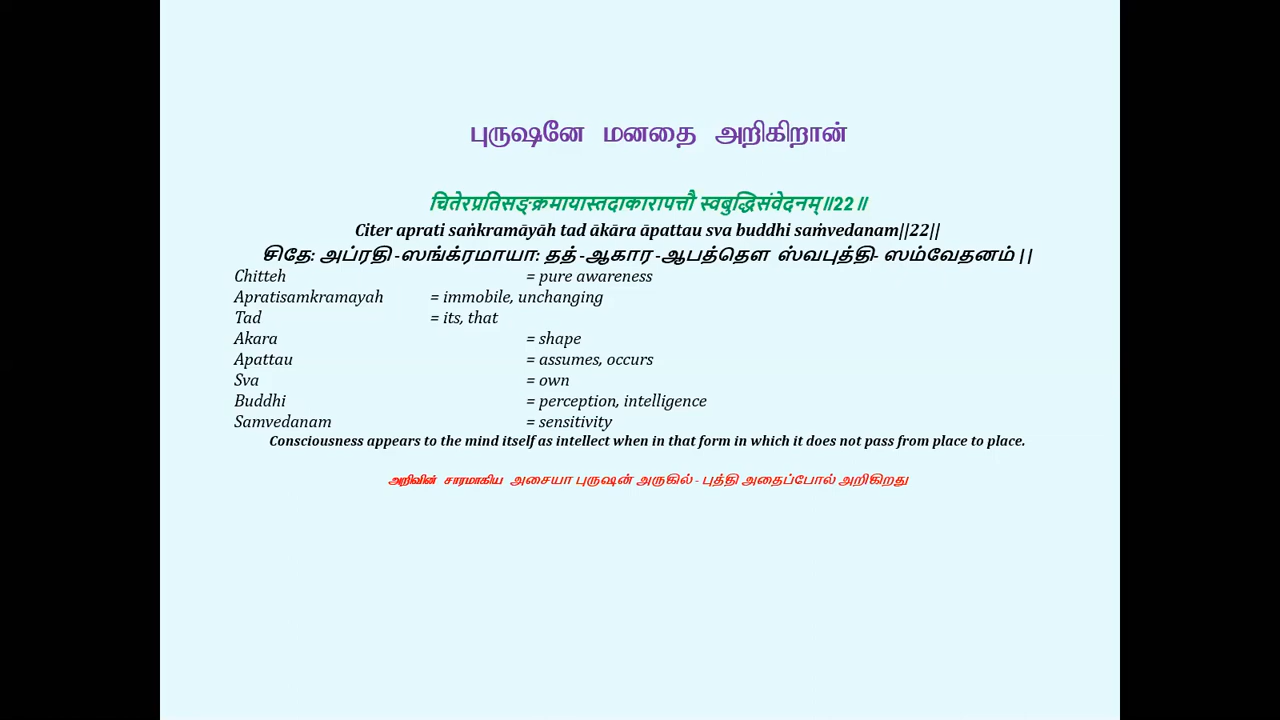 புருஷனே மனதை அறிகிறான்
चितेरप्रतिसङ्क्रमायास्तदाकारापत्तौ स्वबुद्धिसंवेदनम्॥22॥
Citer aprati saṅkramāyāh tad ākāra āpattau sva buddhi saṁvedanam||22||
சிதே: அப்ரதி -ஸங்க்ரமாயா: தத் -ஆகார -ஆபத்தௌ ஸ்வபுத்தி- ஸம்வேதனம் ||
Chitteh = pure awareness
Apratisamkramayah = immobile, unchanging
Tad = its, that
Akara = shape
Apattau = assumes, occurs
Sva = own
Buddhi = perception, intelligence
Samvedanam = sensitivity
Consciousness appears to the mind itself as intellect when in that form in which it does not pass from place to place.
அறிவின் சாரமாகிய அசையா புருஷன் அருகில் - புத்தி அதைப்போல் அறிகிறது